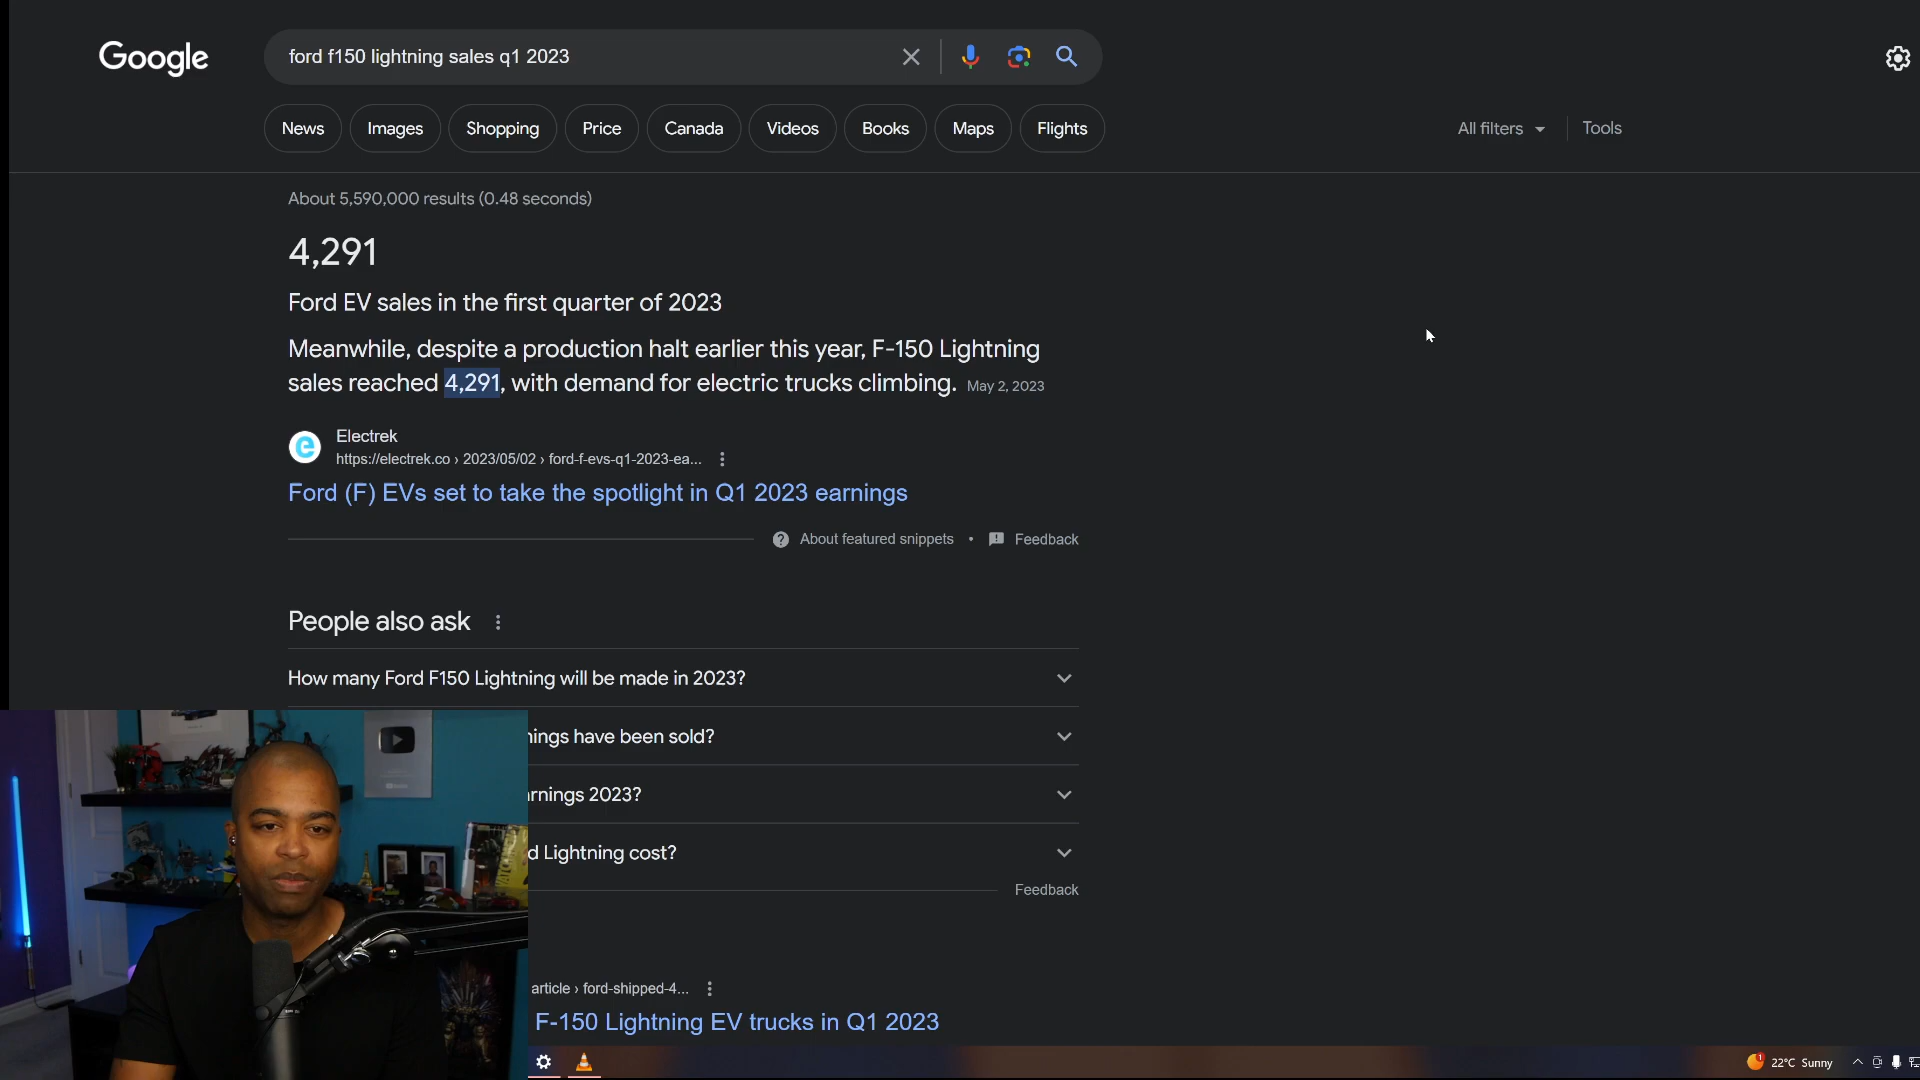 Google
ford f150 lightning sales q1 2023
News
Images
Shopping
Price
Canada
Videos
Books
Maps
Flights
All filters
Tools
About 5,590,000 results (0.48 seconds)
4,291
Ford EV sales in the first quarter of 2023
Meanwhile, despite a production halt earlier this year, F-150 Lightning
sales reached 4,291, with demand for electric trucks climbing. May 2, 2023
Electrek
https://electrek.co › 2023/05/02 › ford-f-evs-q1-2023-ea...
Ford (F) EVs set to take the spotlight in Q1 2023 earnings
About featured snippets • Feedback
People also ask
How many Ford F150 Lightning will be made in 2023?
nings have been sold?
rnings 2023?
d Lightning cost?
Feedback
article › ford-shipped-4...
F-150 Lightning EV trucks in Q1 2023
1
22°C Sunny